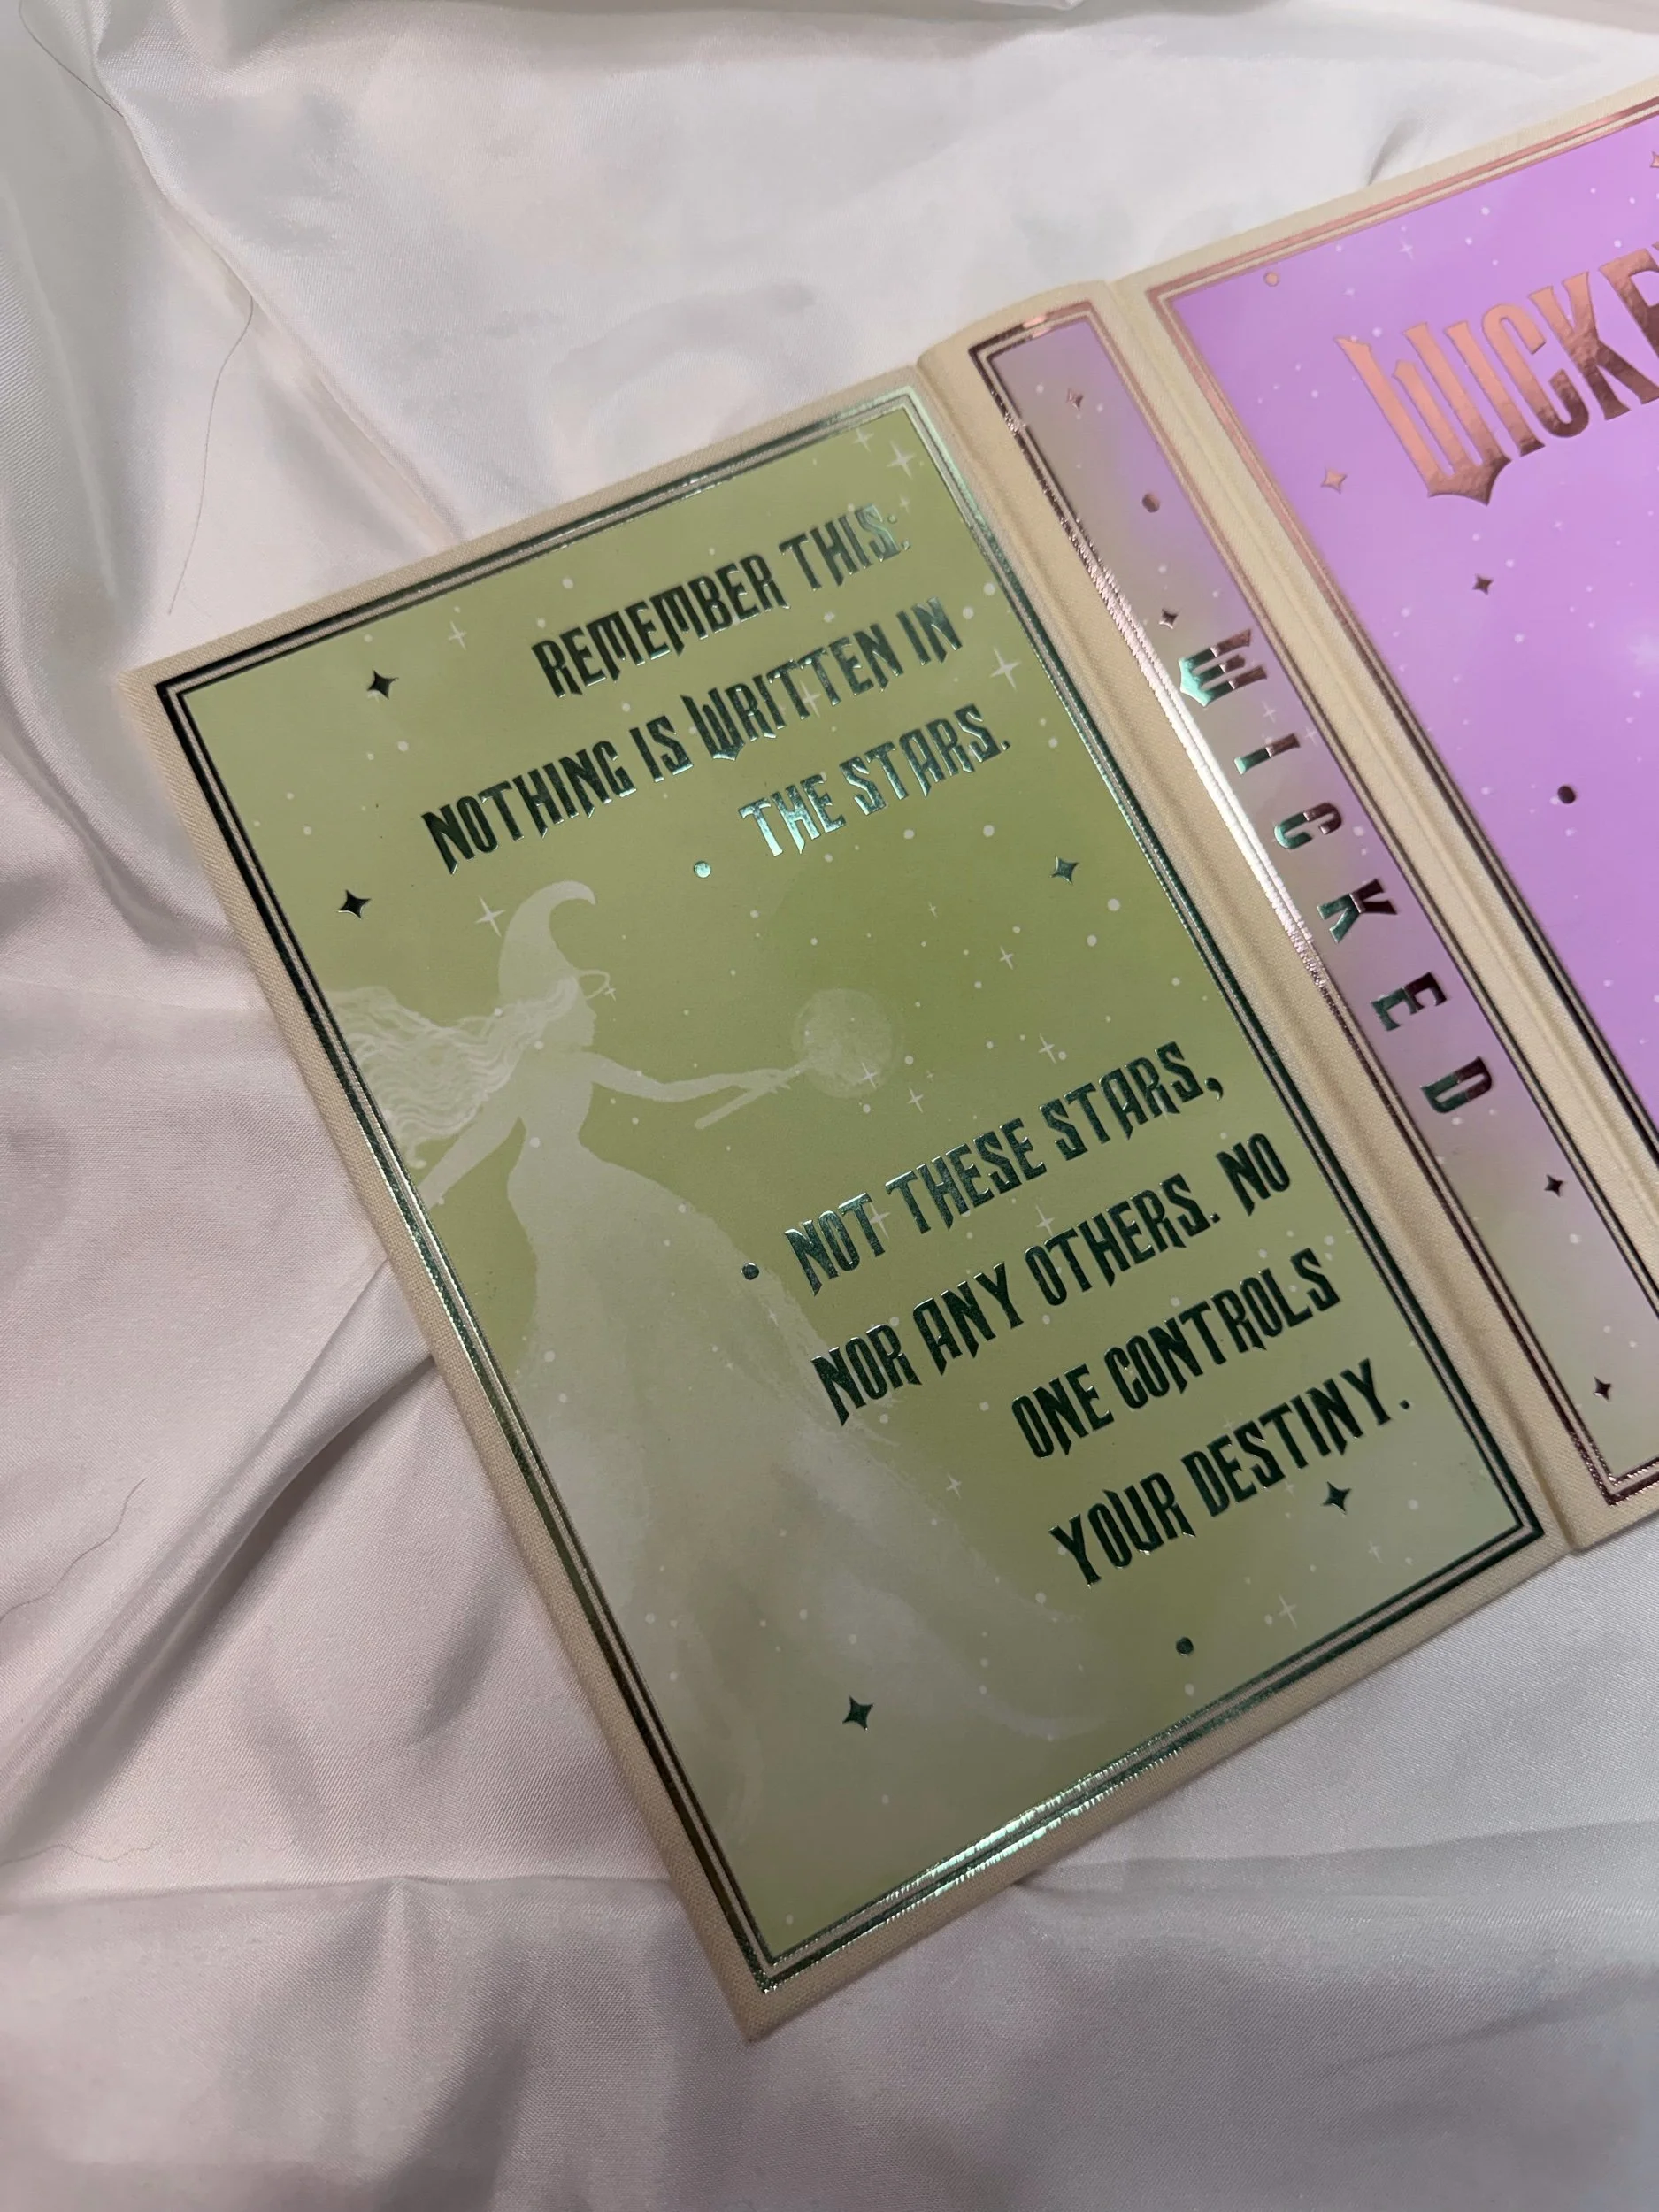 REMEMBER THIS:
NOTHING IS WRITTEN IN
THE STARS.
NOT THESE STARS,
NOR ANY OTHERS. NO
ONE CONTROLS
YOUR DESTINY.
WICKED
WICKE